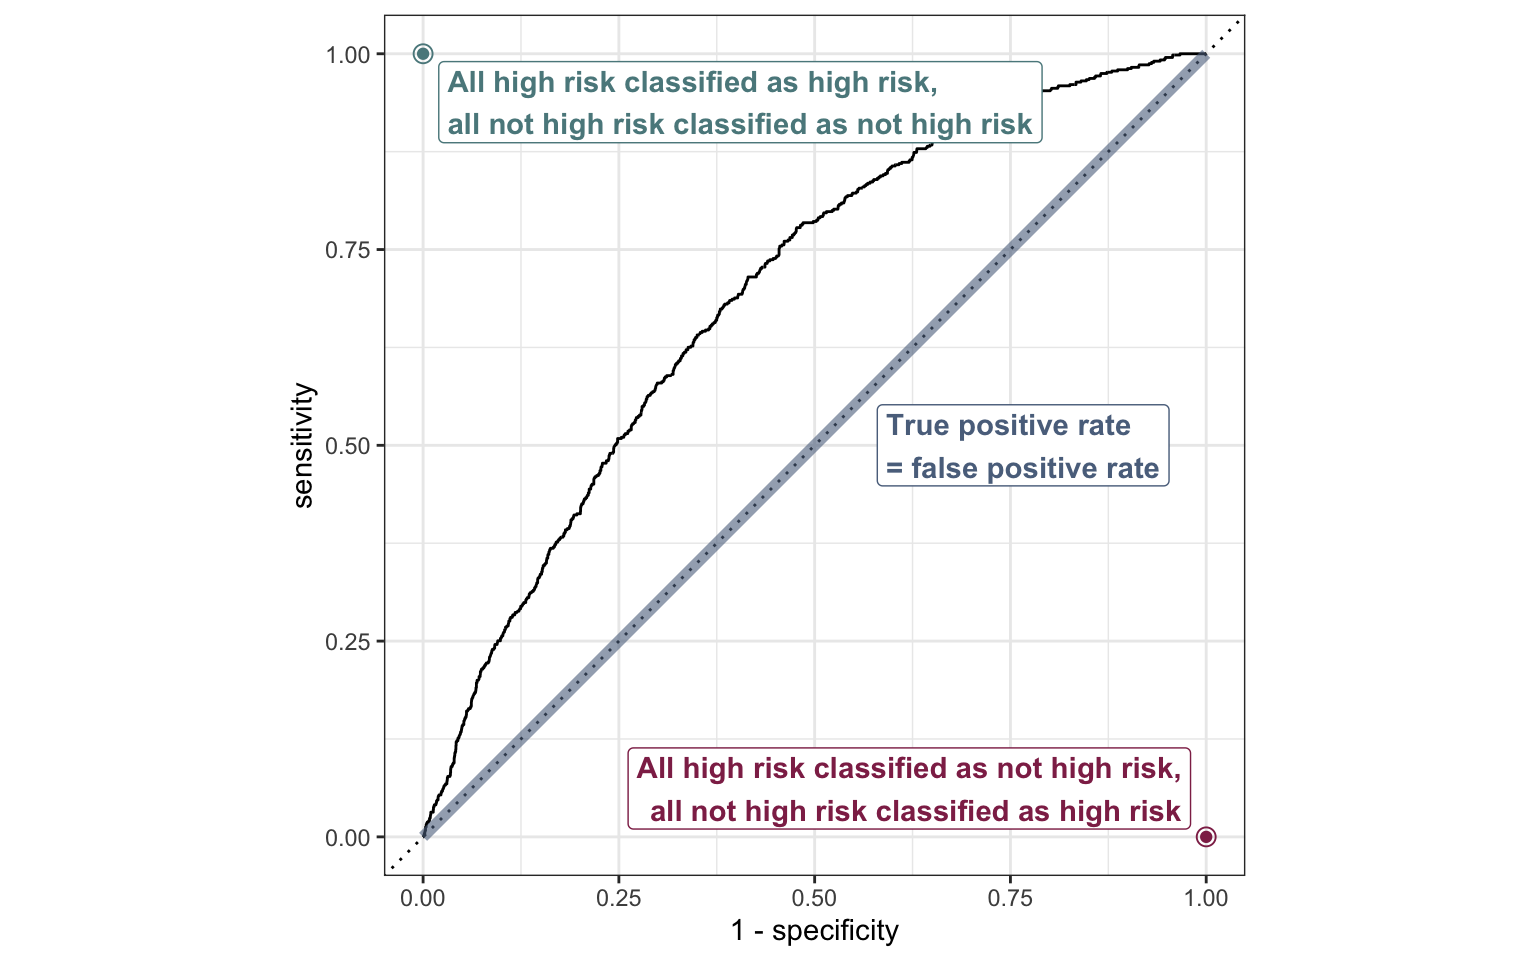 1.00
All high risk classified as high risk,
all not high risk classified as not high risk
0.75
sensitivity
0.50
True positive rate
= false positive rate
0.25
All high risk classified as not high risk,
all not high risk classified as high risk
0.00
0.00 0.25 0.50 0.75 1.00
1 - specificity